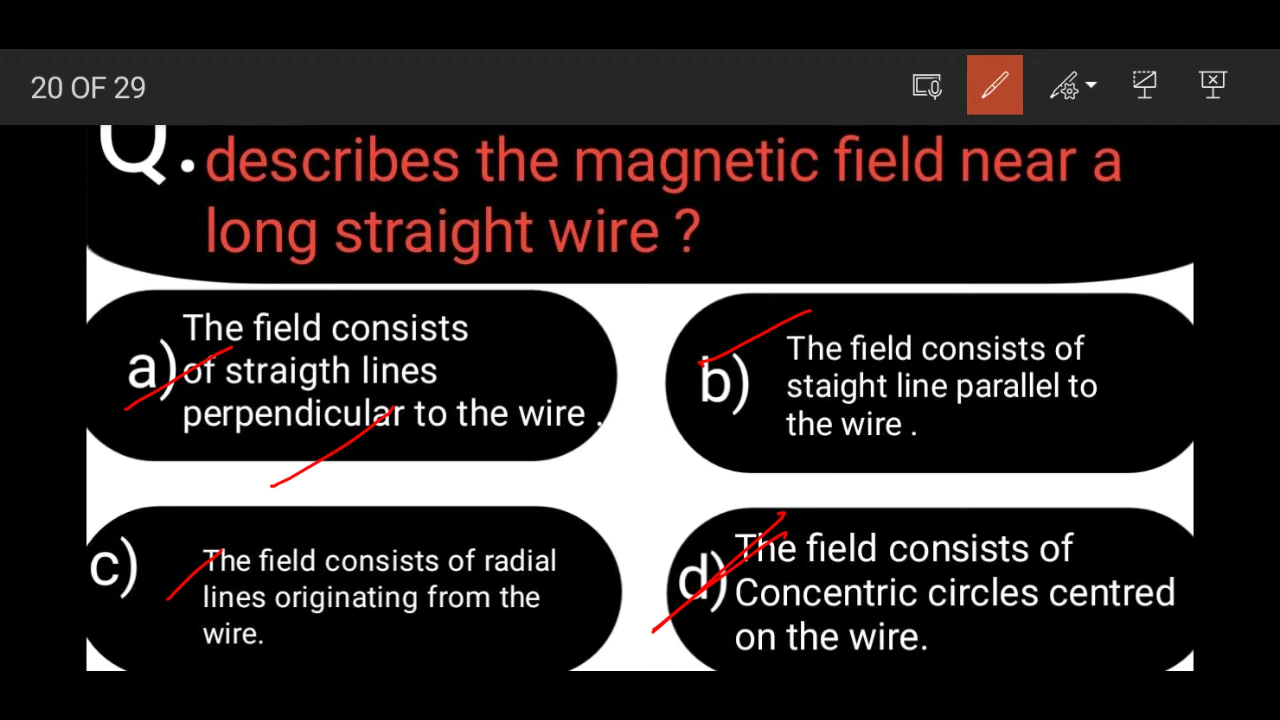 20 OF 29
Q. describes the magnetic field near a
long straight wire ?
a) The field consists
of straigth lines
perpendicular to the wire .
b) The field consists of
staight line parallel to
the wire .
c) The field consists of radial
lines originating from the
wire.
d) The field consists of
Concentric circles centred
on the wire.